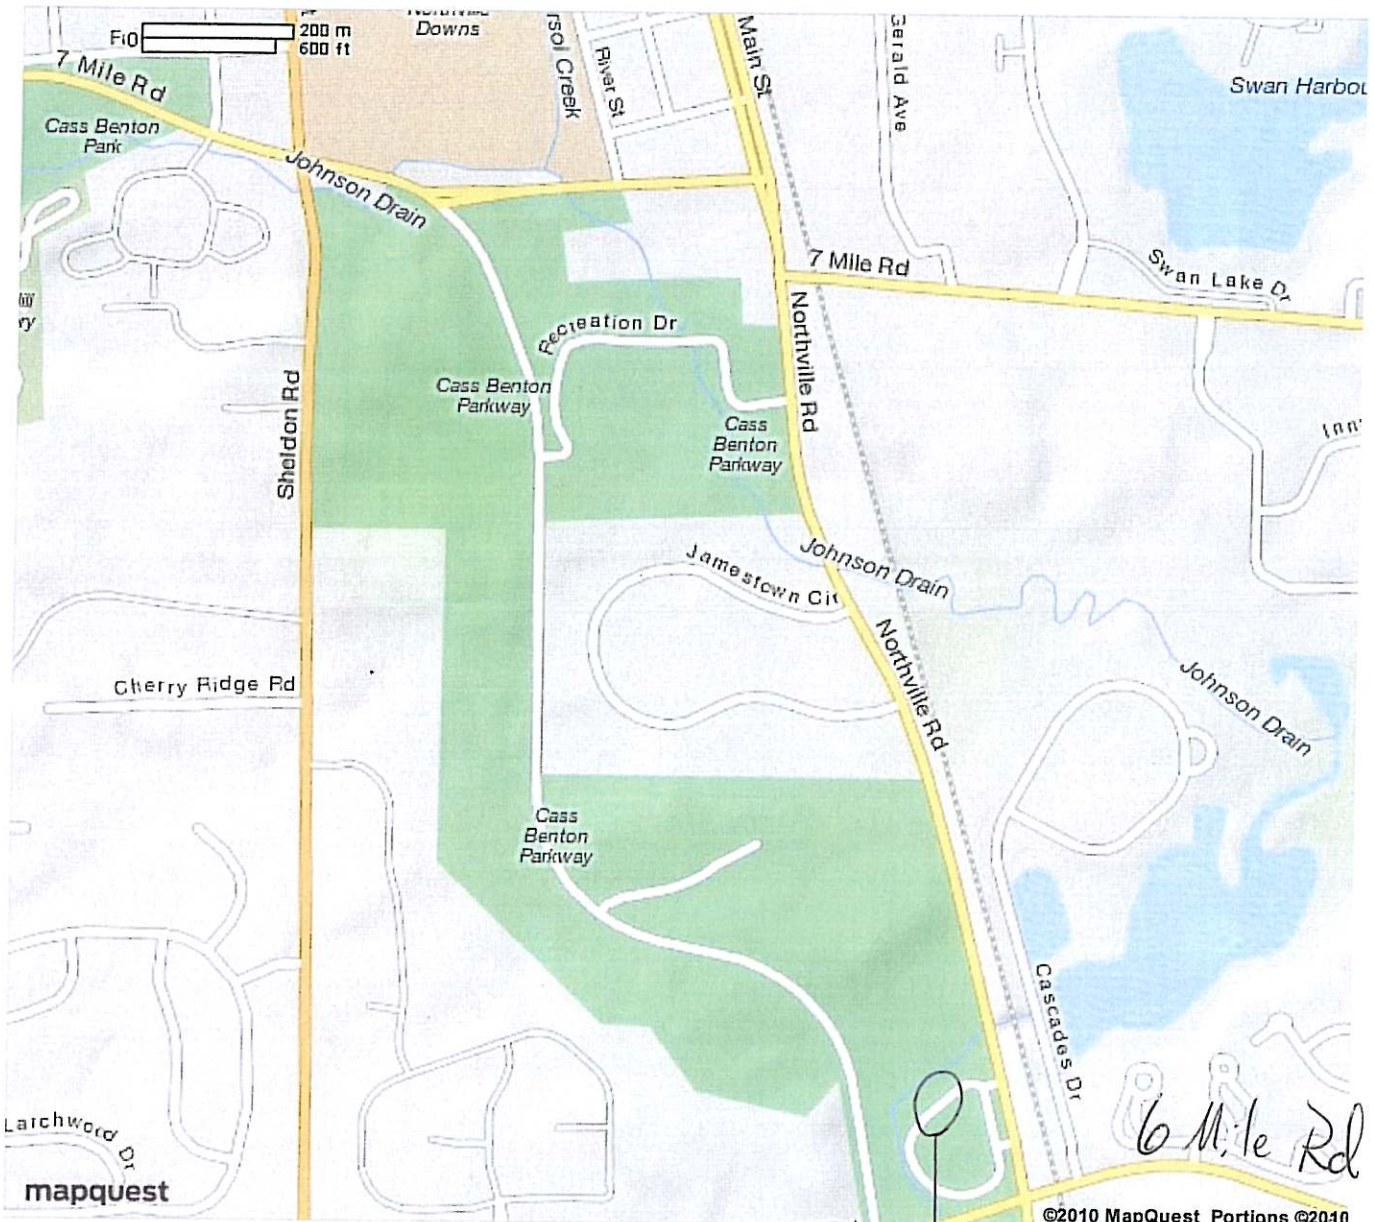 200 m
600 ft
Downs
Creek
River St
Main St
Gerald Ave
Swan Harbou
7 Mile Rd
Cass Benton
Park
Johnson Drain
7 Mile Rd
Swan Lake Dr
Recreation Dr
Northville Rd
Cass Benton
Parkway
Sheldon Rd
Cass
Benton
Parkway
Johnson Drain
Jamestown Cir
Northville Rd
Johnson Drain
Cherry Ridge Rd
Cass
Benton
Parkway
Cascades Dr
6 Mile Rd
Larchwood Dr
mapquest
©2010 MapQuest Portions ©2010